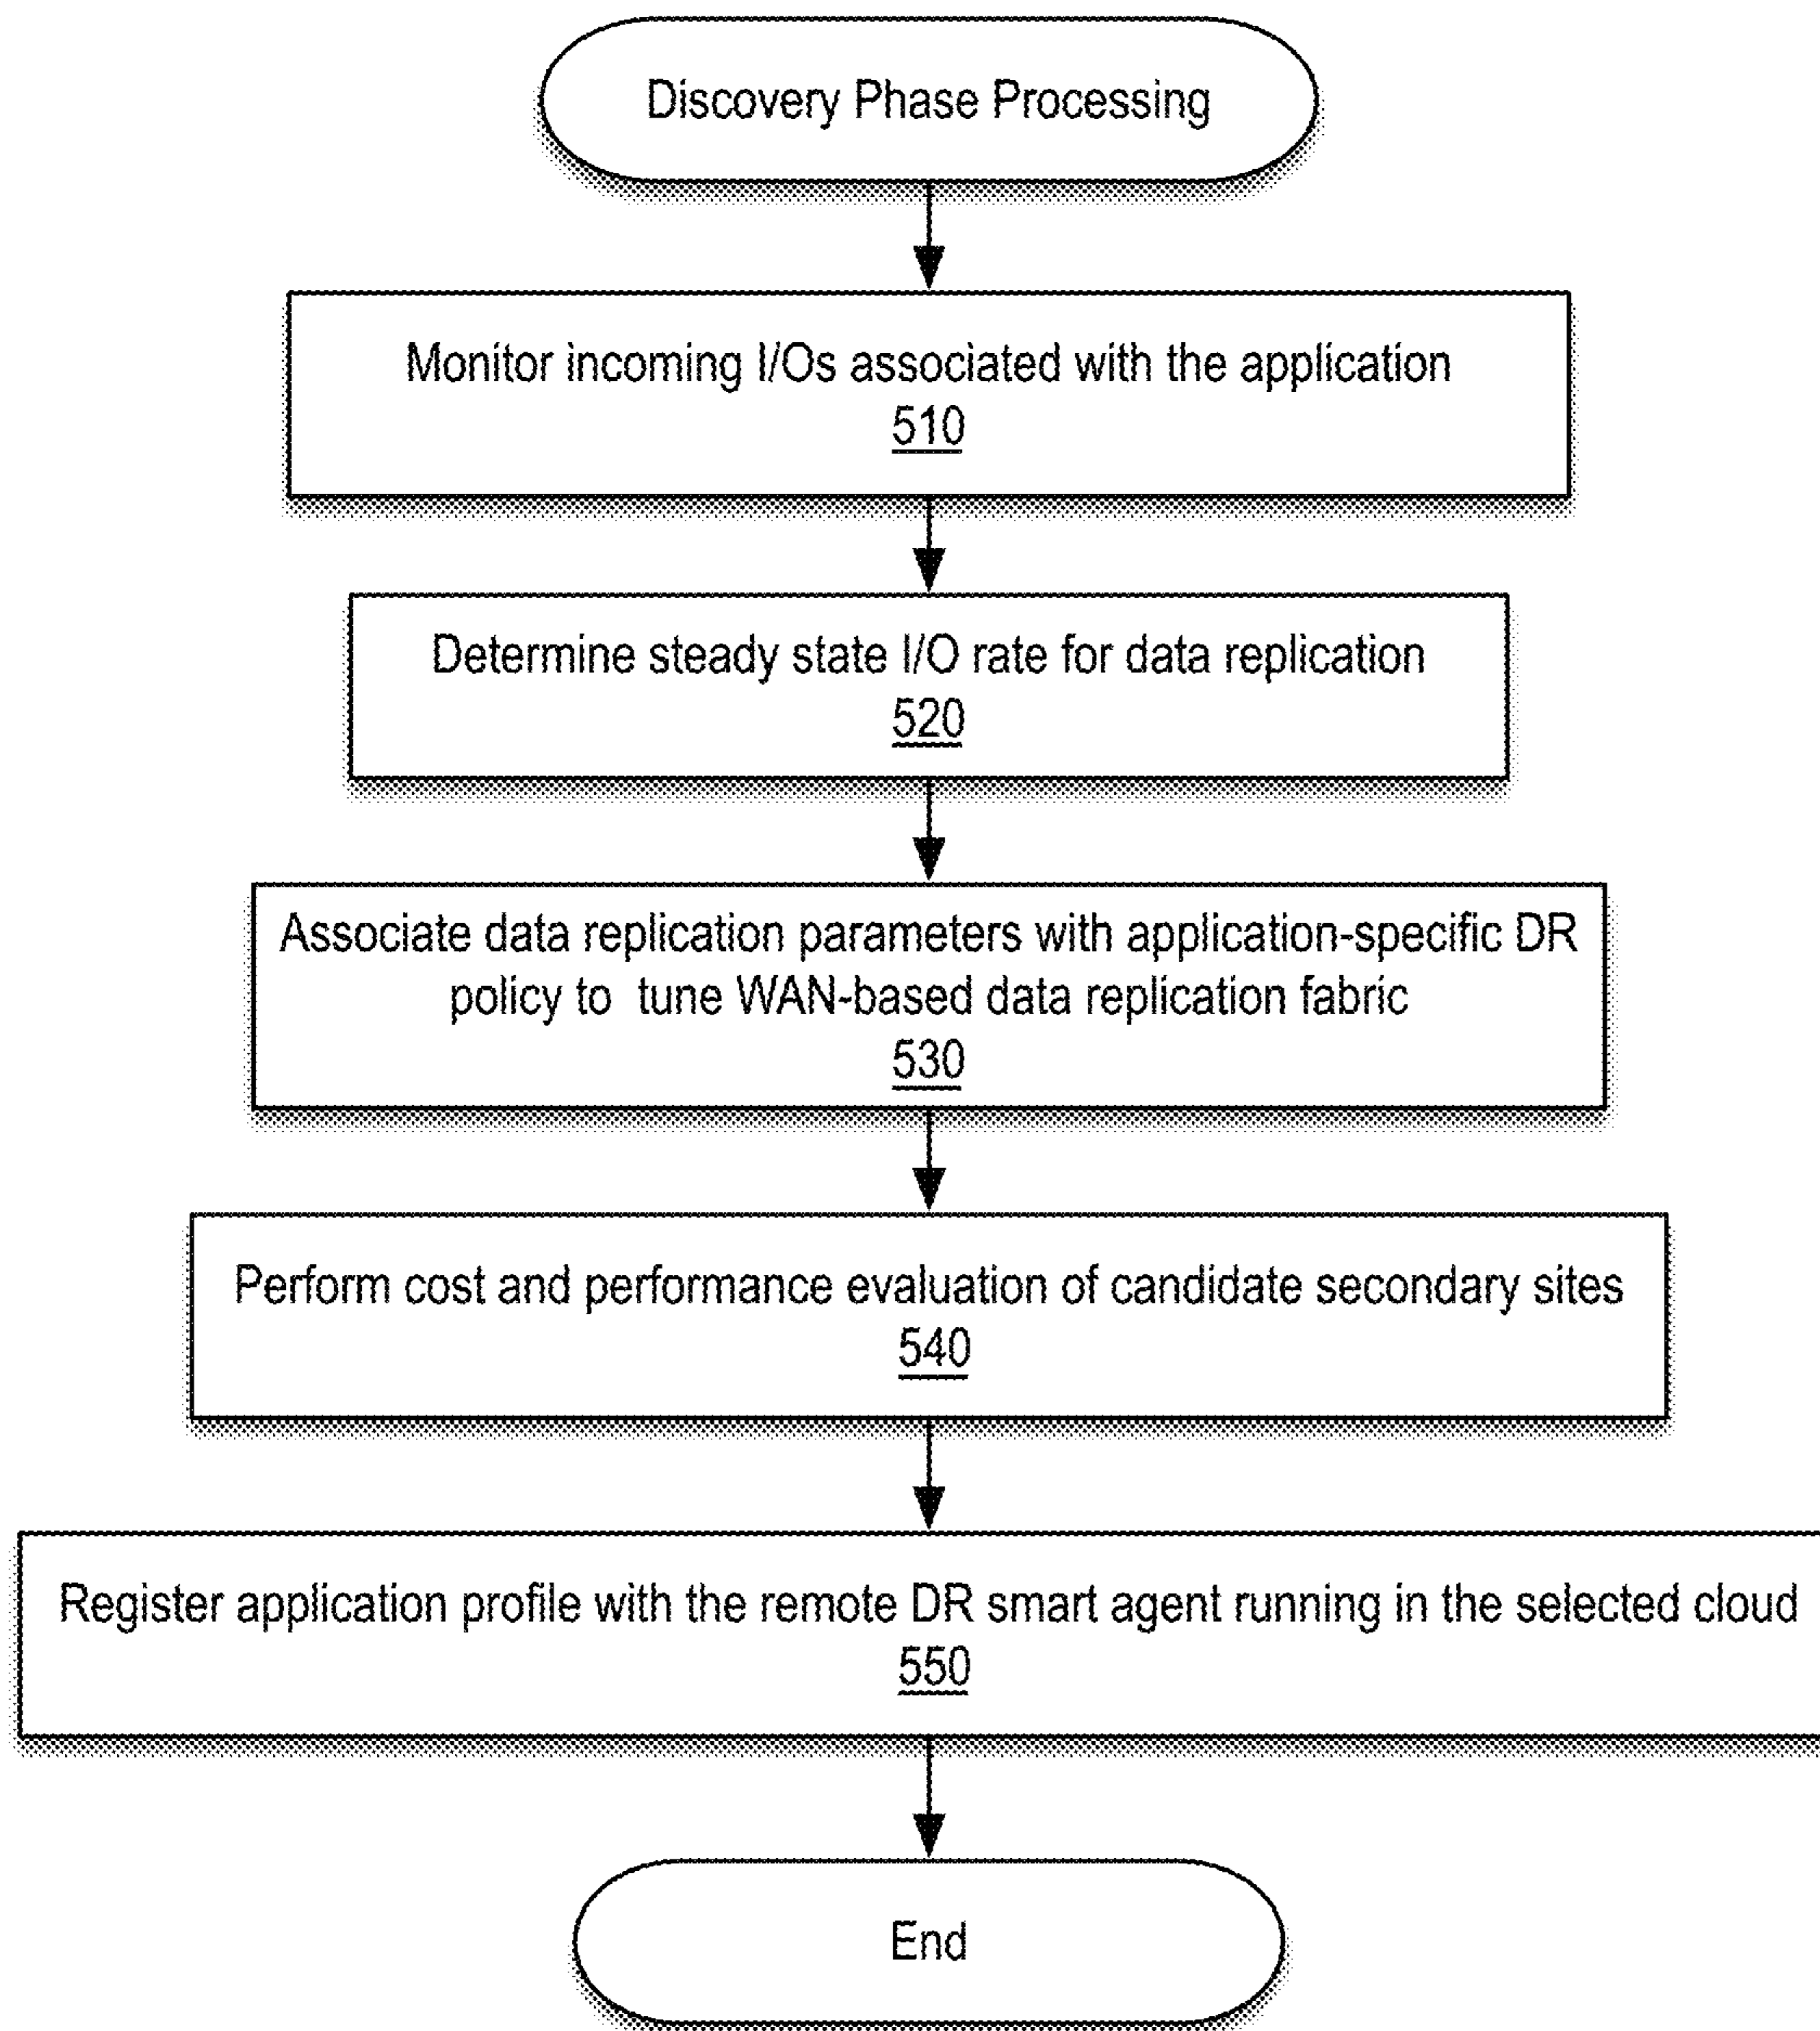 Discovery Phase Processing
Monitor incoming I/Os associated with the application
510
Determine steady state I/O rate for data replication
520
Associate data replication parameters with application-specific DR
policy to tune WAN-based data replication fabric
530
Perform cost and performance evaluation of candidate secondary sites
540
Register application profile with the remote DR smart agent running in the selected cloud
550
End